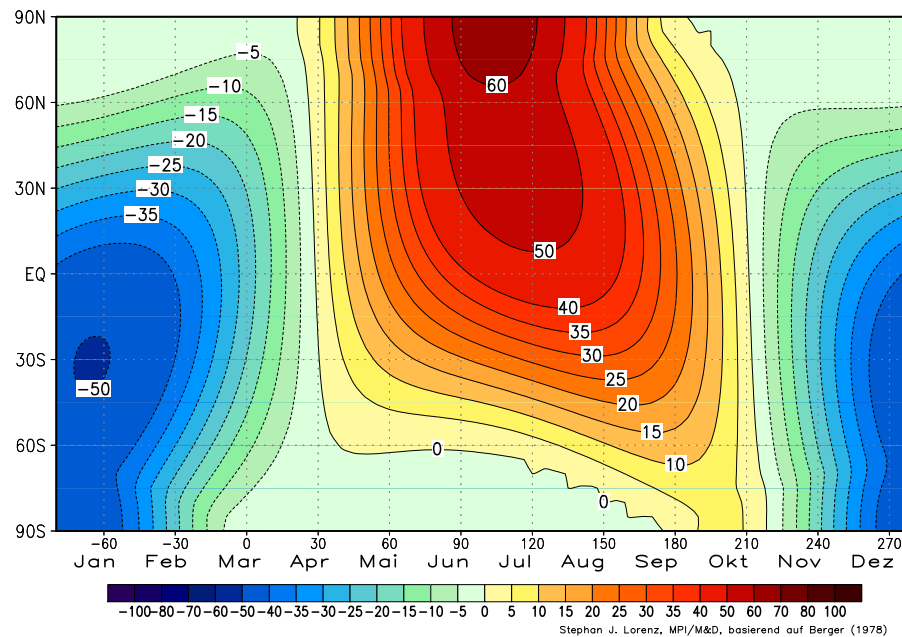 90N
60N
30N
EQ
30S
60S
90S
−5
−10
−15
−20
−25
−30
−35
−50
60
50
40
35
30
25
20
15
10
0
0
−60 −30 0 30 60 90 120 150 180 210 240 270
Jan Feb Mar Apr Mai Jun Jul Aug Sep Okt Nov Dez
−100 −80 −70 −60 −50 −40 −35 −30 −25 −20 −15 −10 −5 0 5 10 15 20 25 30 35 40 50 60 70 80 100
Stephan J. Lorenz, MPI/M&D, basierend auf Berger (1978)